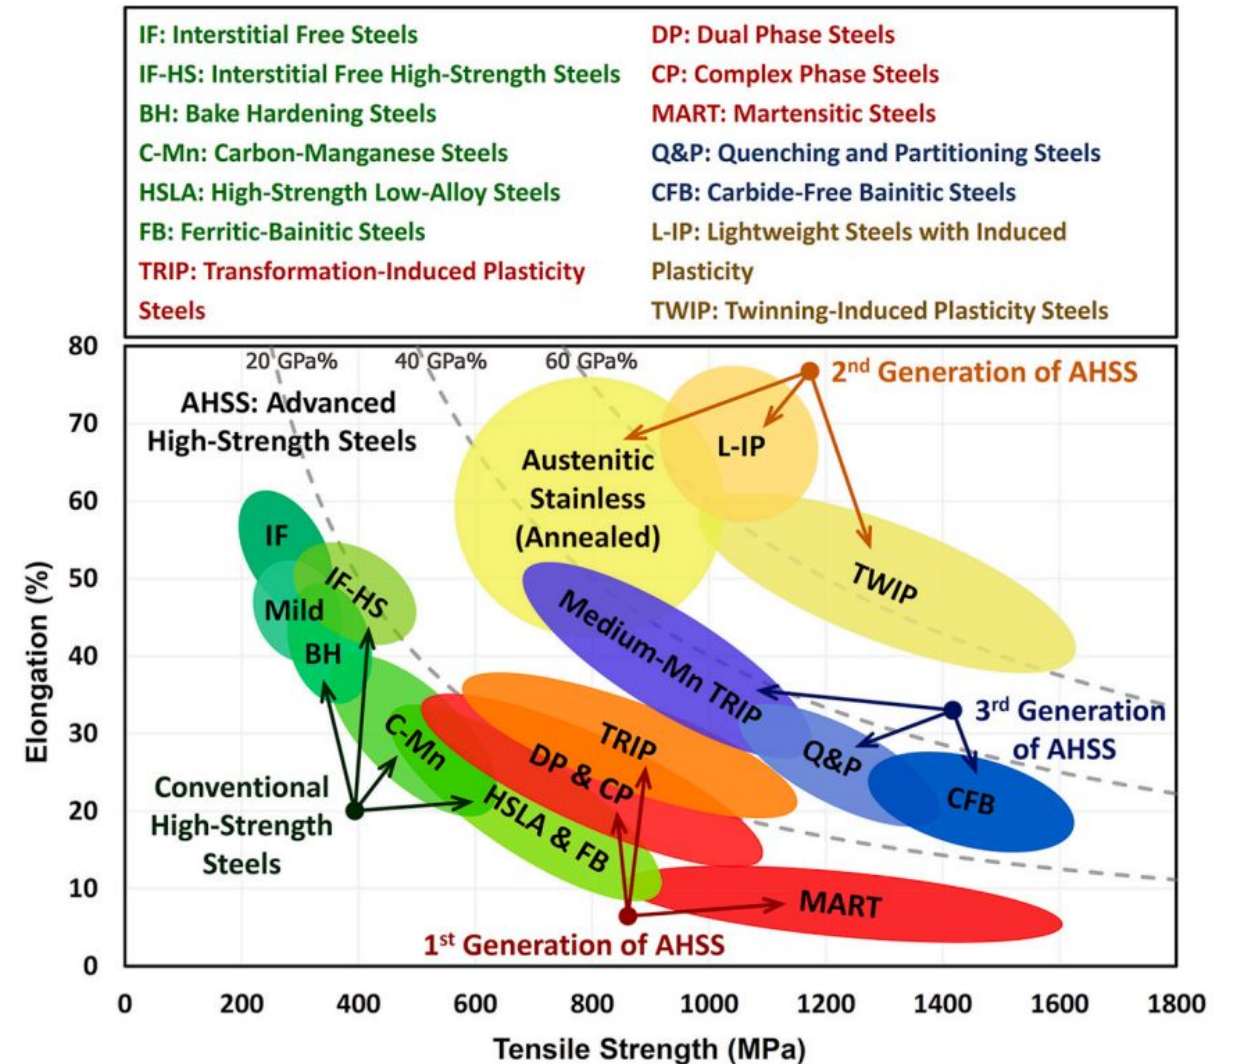 IF: Interstitial Free Steels
IF-HS: Interstitial Free High-Strength Steels
BH: Bake Hardening Steels
C-Mn: Carbon-Manganese Steels
HSLA: High-Strength Low-Alloy Steels
FB: Ferritic-Bainitic Steels
TRIP: Transformation-Induced Plasticity
Steels
DP: Dual Phase Steels
CP: Complex Phase Steels
MART: Martensitic Steels
Q&P: Quenching and Partitioning Steels
CFB: Carbide-Free Bainitic Steels
L-IP: Lightweight Steels with Induced
Plasticity
TWIP: Twinning-Induced Plasticity Steels
80
70
60
50
40
30
20
10
0
Elongation (%)
20 GPa%
40 GPa%
60 GPa%
AHSS: Advanced
High-Strength Steels
2nd Generation of AHSS
L-IP
Austenitic
Stainless
(Annealed)
TWIP
IF
IF-HS
Mild
BH
Medium-Mn TRIP
3rd Generation
of AHSS
C-Mn
TRIP
DP & CP
Q&P
CFB
HSLA & FB
Conventional
High-Strength
Steels
MART
1st Generation of AHSS
0
200
400
600
800
1000
1200
1400
1600
1800
Tensile Strength (MPa)